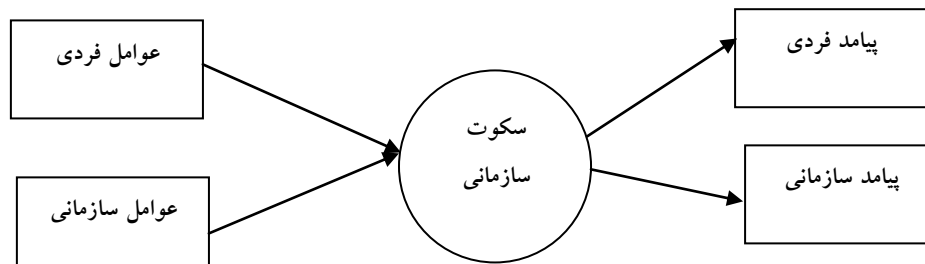 پیامد فردی
عوامل فردی
سکوت
سازمانی
پیامد سازمانی
عوامل سازمانی